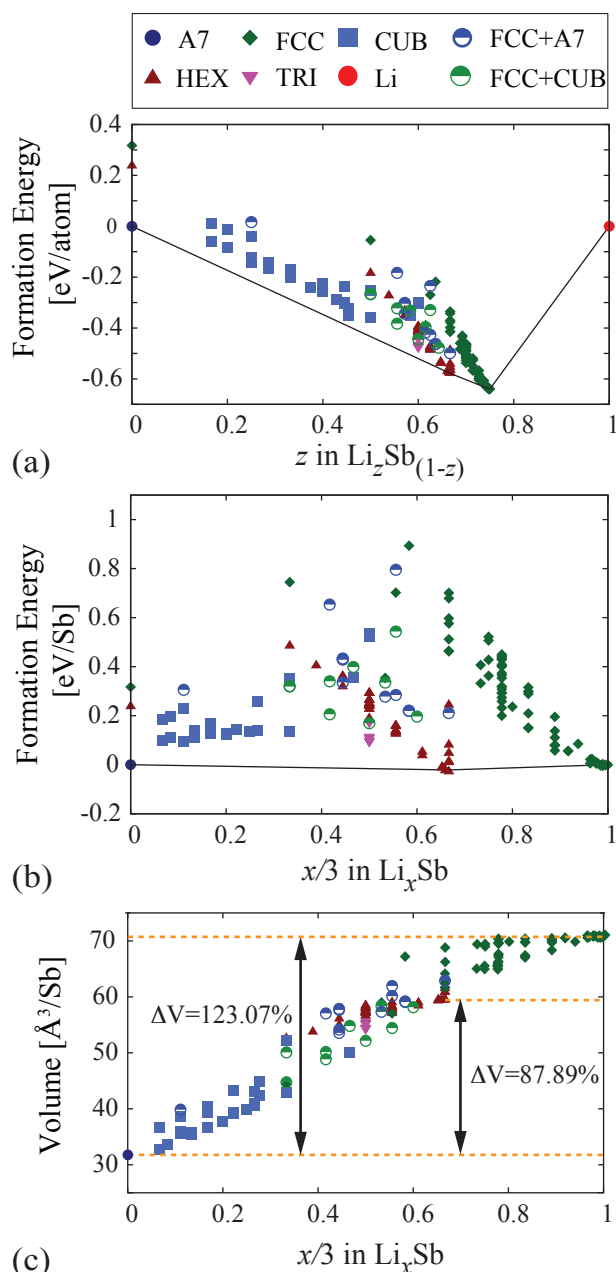 A7 FCC CUB FCC+A7
HEX TRI Li FCC+CUB
Formation Energy
[eV/atom]
0.4
0.2
0
-0.2
-0.4
-0.6
0 0.2 0.4 0.6 0.8 1
(a)
z in LizSb(1-z)
Formation Energy
[eV/Sb]
1
0.8
0.6
0.4
0.2
0
-0.2
0 0.2 0.4 0.6 0.8 1
(b)
x/3 in LixSb
Volume [Å³/Sb]
70
60
50
40
30
ΔV=123.07%
ΔV=87.89%
0 0.2 0.4 0.6 0.8 1
(c)
x/3 in LixSb